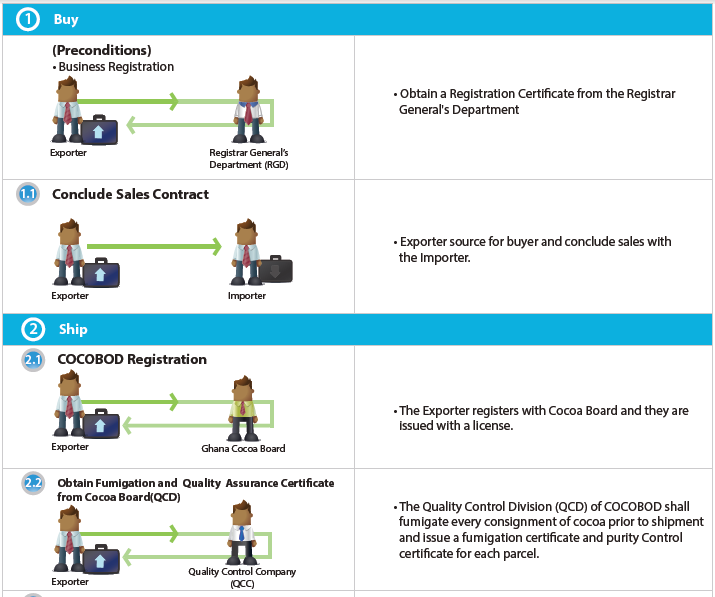 1 Buy
(Preconditions)
• Business Registration
Exporter
Registrar General's
Department (RGD)
• Obtain a Registration Certificate from the Registrar
General's Department
1.1 Conclude Sales Contract
Exporter
Importer
• Exporter source for buyer and conclude sales with
the Importer.
2 Ship
2.1 COCOBOD Registration
Exporter
Ghana Cocoa Board
• The Exporter registers with Cocoa Board and they are
issued with a license.
2.2 Obtain Fumigation and Quality Assurance Certificate
from Cocoa Board(QCD)
Exporter
Quality Control Company
(QCC)
• The Quality Control Division (QCD) of COCOBOD shall
fumigate every consignment of cocoa prior to shipment
and issue a fumigation certificate and purity Control
certificate for each parcel.